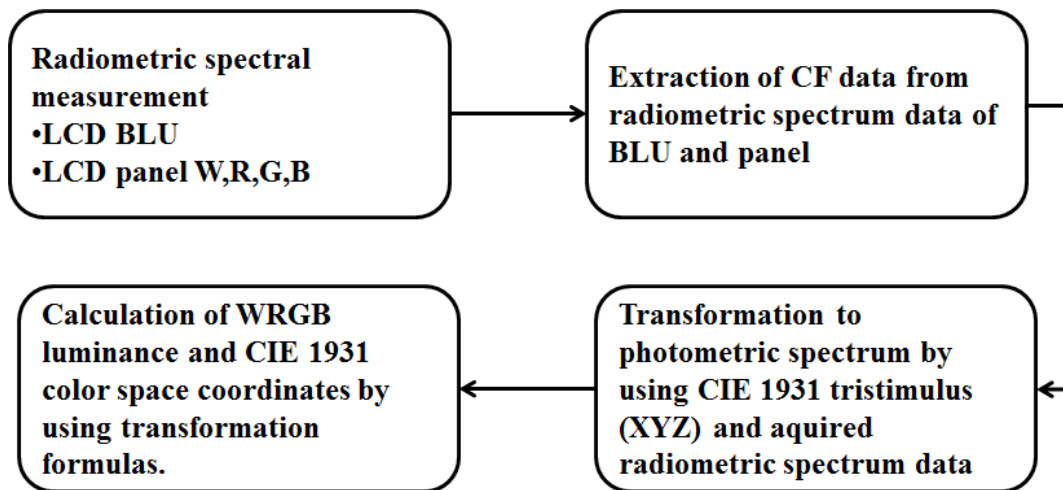 Radiometric spectral
measurement
•LCD BLU
•LCD panel W,R,G,B
Extraction of CF data from
radiometric spectrum data of
BLU and panel
Transformation to
photometric spectrum by
using CIE 1931 tristimulus
(XYZ) and aquired
radiometric spectrum data
Calculation of WRGB
luminance and CIE 1931
color space coordinates by
using transformation
formulas.